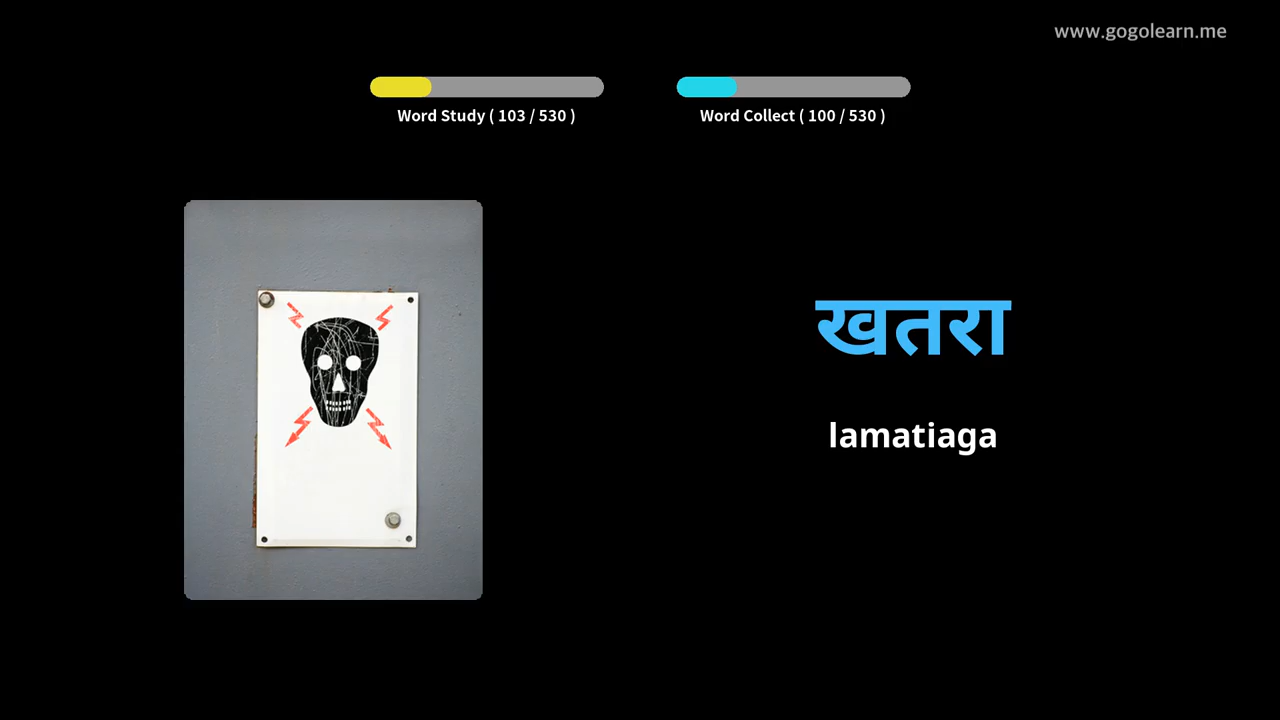 www.gogolearn.me
Word Study ( 103 / 530 )
Word Collect ( 100 / 530 )
खतरा
lamatiaga